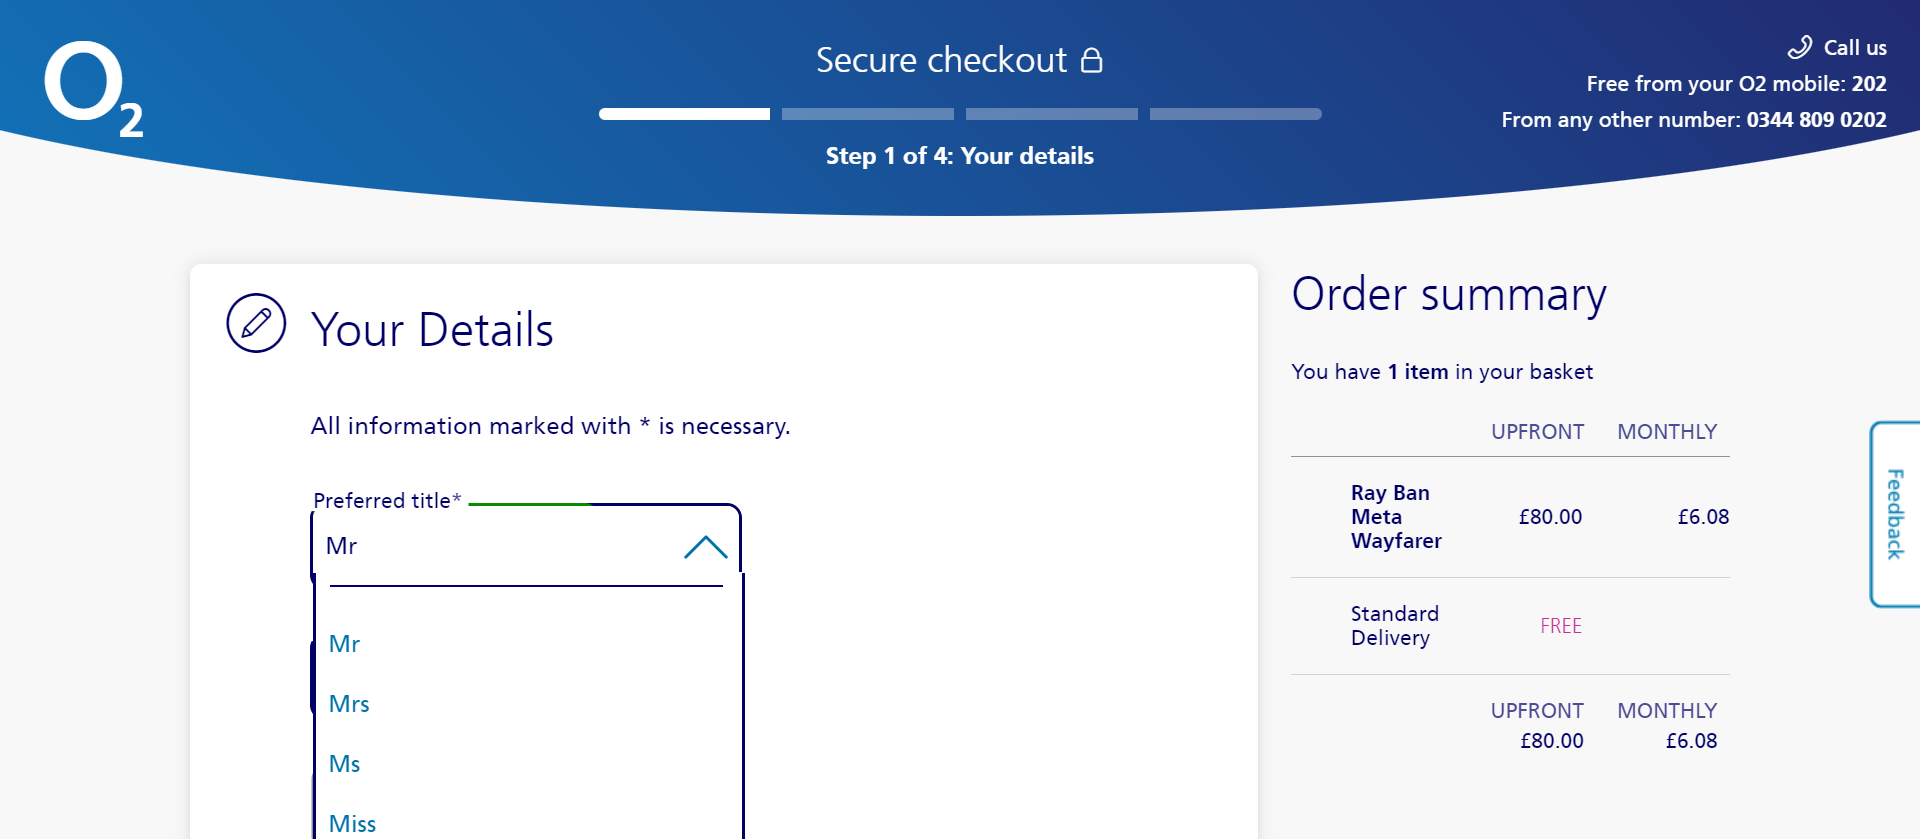 O2
Secure checkout
Step 1 of 4: Your details
Call us
Free from your O2 mobile: 202
From any other number: 0344 809 0202
Your Details
All information marked with * is necessary.
Preferred title*
Mr
Mr
Mrs
Ms
Miss
Order summary
You have 1 item in your basket
UPFRONT MONTHLY
Ray Ban
Meta
Wayfarer
£80.00 £6.08
Standard
Delivery
FREE
UPFRONT MONTHLY
£80.00 £6.08
Feedback